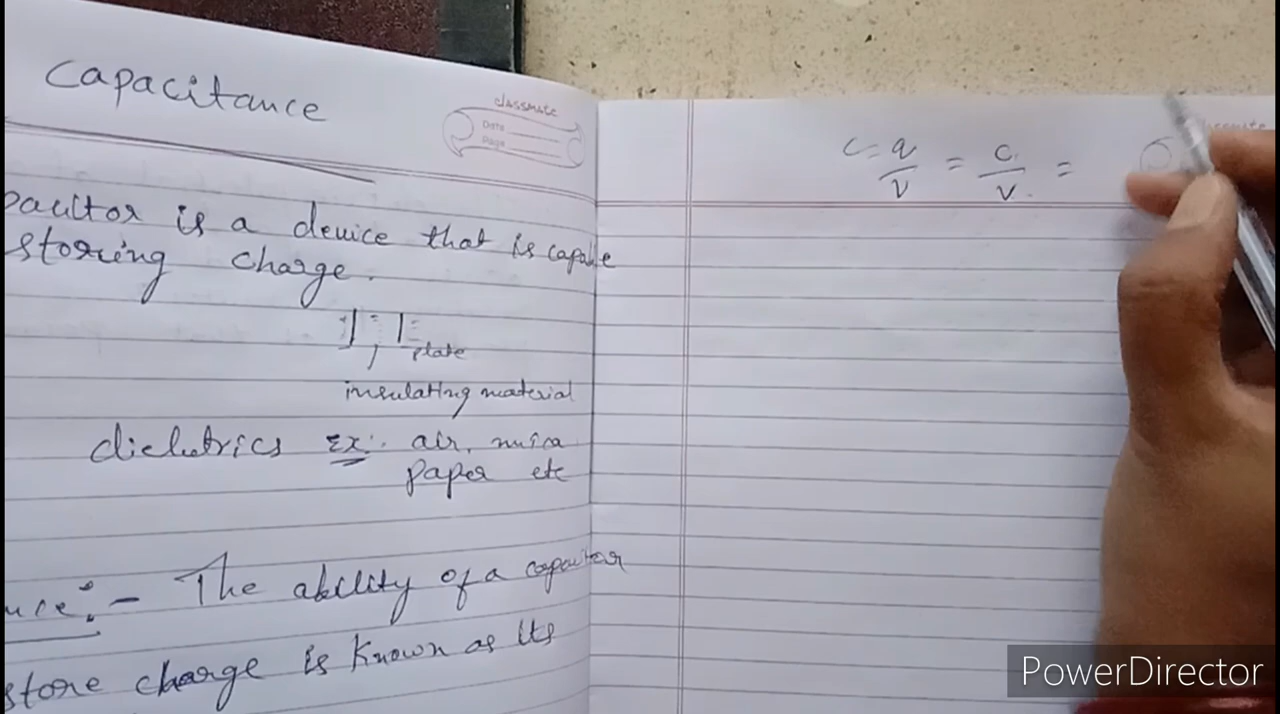 capacitance
classmate
Date
Page
pacitor is a device that is capable
storing charge.
plate
insulating material
dielectrics Ex:- air, mica
paper etc
nce:- The ability of a capacitor
store charge is known as its
C = q/V = C/V =
PowerDirector